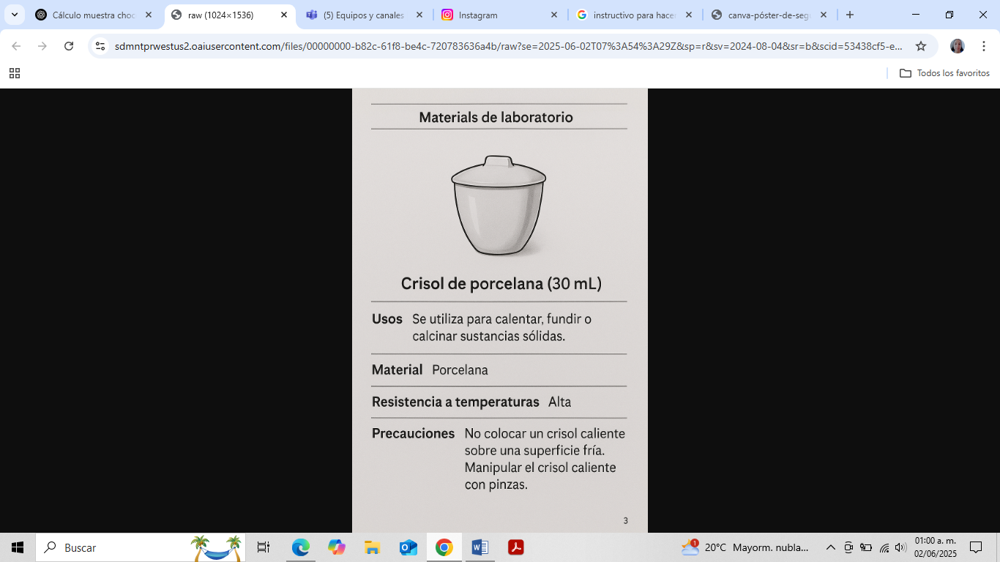 Cálculo muestra choc
raw (1024×1536)
(5) Equipos y canales
Instagram
instructivo para hace
canva-póster-de-seg
sdmntprwestus2.oaiusercontent.com/files/00000000-b82c-61f8-be4c-720783636a4b/raw?se=2025-06-02T07%3A54%3A29Z&sp=r&sv=2024-08-04&sr=b&scid=53438cf5-e...
Todos los favoritos
Materials de laboratorio
Crisol de porcelana (30 mL)
Usos Se utiliza para calentar, fundir o
calcinar sustancias sólidas.
Material Porcelana
Resistencia a temperaturas Alta
Precauciones No colocar un crisol caliente
sobre una superficie fría.
Manipular el crisol caliente
con pinzas.
3
Buscar
1
20°C Mayorm. nubla...
01:00 a. m.
02/06/2025